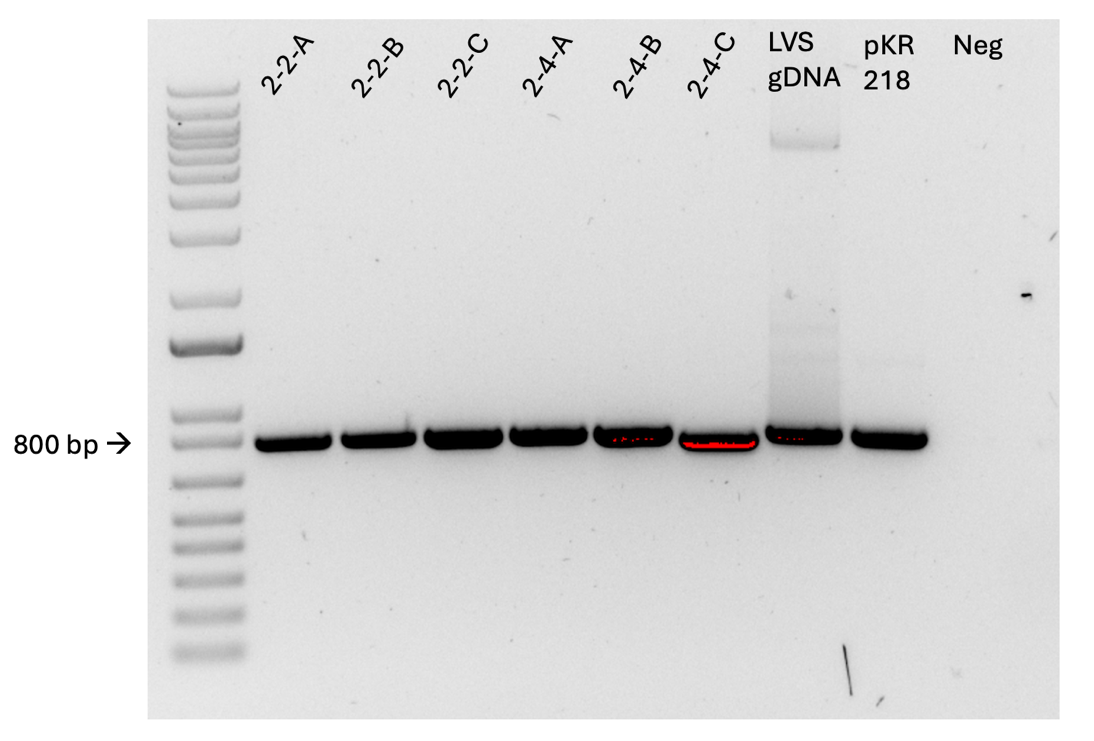 2-2-A
2-2-B
2-2-C
2-4-A
2-4-B
2-4-C
LVS
gDNA
pKR
218
Neg
800 bp →